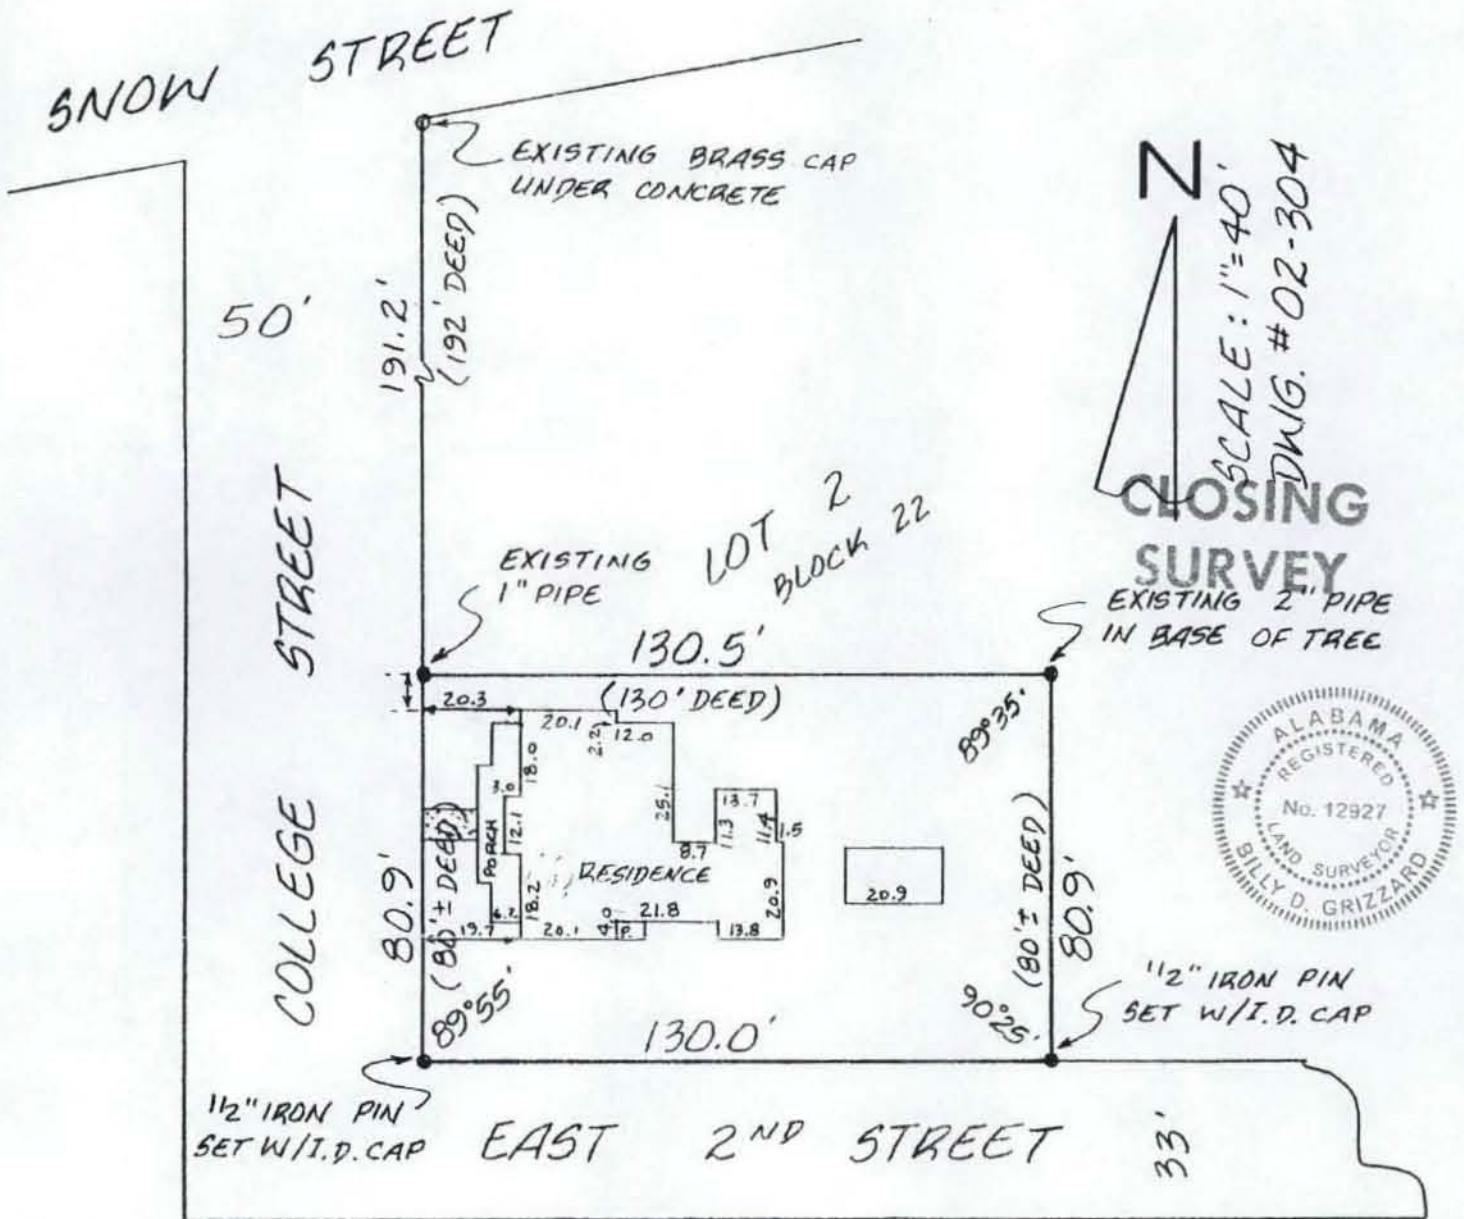 SNOW STREET
EXISTING BRASS CAP
UNDER CONCRETE
N
SCALE: 1"=40'
DWG. #02-304
50'
191.2'
(192' DEED)
CLOSING
SURVEY
LOT 2
BLOCK 22
EXISTING
1" PIPE
EXISTING 2" PIPE
IN BASE OF TREE
130.5'
(130' DEED)
20.3
20.1
2.2
12.0
18.0
3.0
25.1
13.7
11.3
11.4
1.5
12.1
PORCH
8.7
RESIDENCE
18.2
6.2
20.9
20.9
21.8
19.7
20.1
P.
13.8
89°35'
80.9'
(80'± DEED)
(80'± DEED)
80.9'
89°55'
90°25'
130.0'
COLLEGE STREET
ALABAMA
REGISTERED
No. 12927
LAND SURVEYOR
BILLY D. GRIZZARD
1/2" IRON PIN
SET W/I.D. CAP
1/2" IRON PIN
SET W/I.D. CAP
EAST 2ND STREET
33'